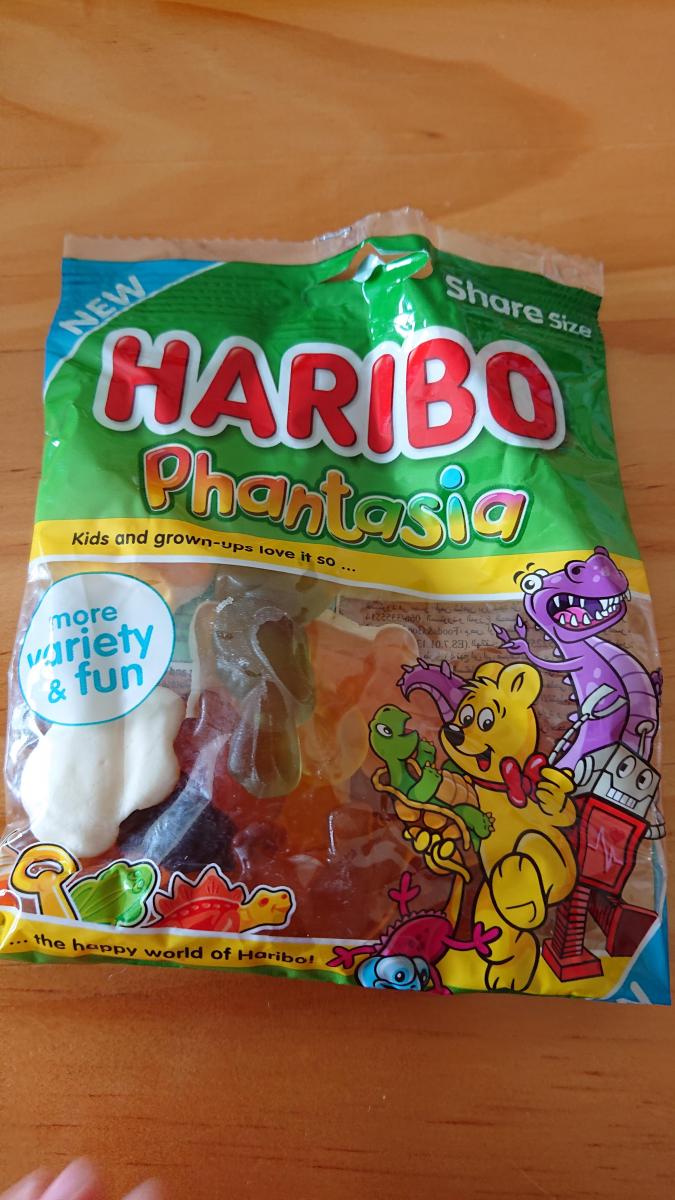 NEW
Share Size
HARIBO
Phantasia
Kids and grown-ups love it so ...
more
variety
& fun
... the happy world of Haribo!